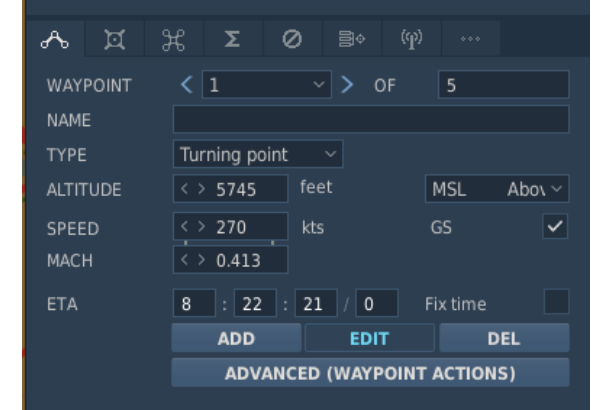 WAYPOINT < 1 > OF 5
NAME
TYPE Turning point
ALTITUDE < > 5745 feet MSL
SPEED < > 270 kts GS
MACH < > 0.413
ETA 8 : 22 : 21 / 0 Fix time
ADD EDIT DEL
ADVANCED (WAYPOINT ACTIONS)